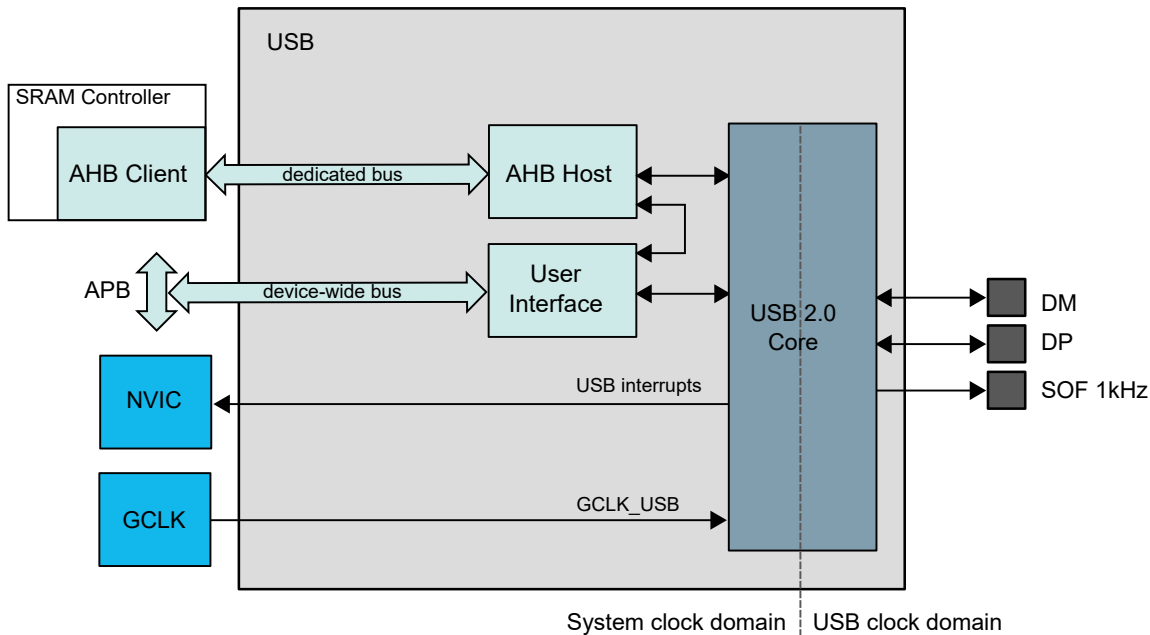 USB
SRAM Controller
AHB Client
dedicated bus
AHB Host
APB
device-wide bus
User
Interface
USB 2.0
Core
DM
DP
SOF 1kHz
NVIC
USB interrupts
GCLK
GCLK_USB
System clock domain
USB clock domain